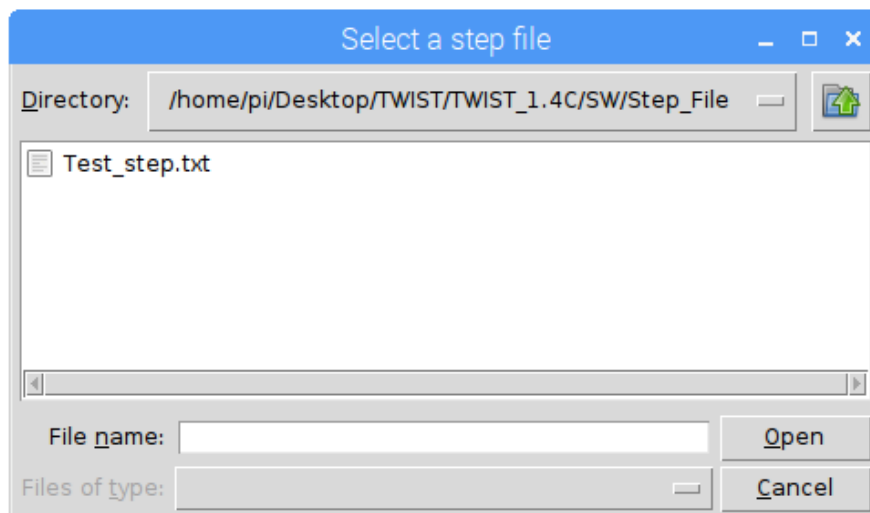 Select a step file
Directory: /home/pi/Desktop/TWIST/TWIST_1.4C/SW/Step_File
Test_step.txt
File name: Open
Files of type: Cancel